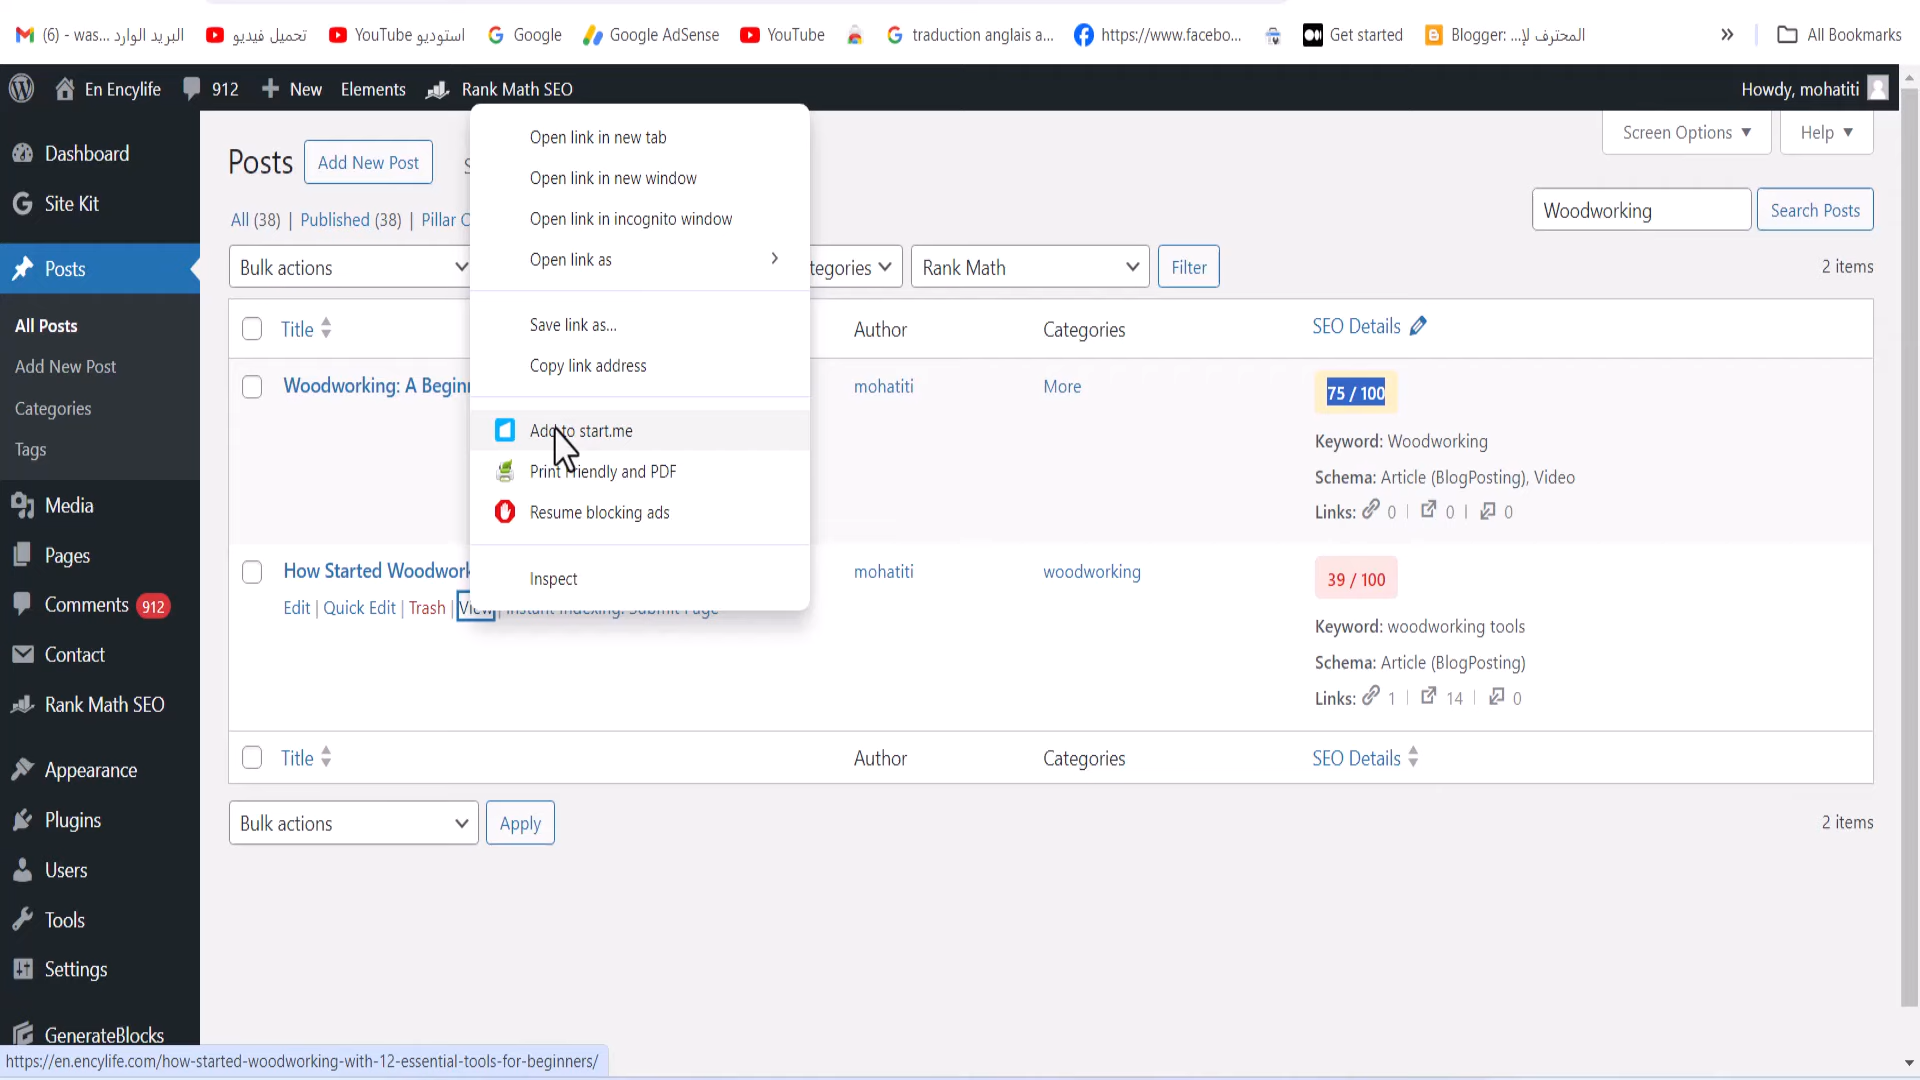 (6) - was... البريد الوارد
تحميل فيديو
استوديو YouTube
Google
Google AdSense
YouTube
traduction anglais a...
https://www.facebo...
Get started
Blogger: ...المحترف لإ
»
All Bookmarks
En Encylife
912
New
Elements
Rank Math SEO
Howdy, mohatiti
Dashboard
Site Kit
Posts
All Posts
Add New Post
Categories
Tags
Media
Pages
Comments 912
Contact
Rank Math SEO
Appearance
Plugins
Users
Tools
Settings
GenerateBlocks
Screen Options ▼
Help ▼
Posts
Add New Post
All (38) | Published (38) | Pillar C
Woodworking
Search Posts
Bulk actions
tegories
Rank Math
Filter
2 items
Open link in new tab
Open link in new window
Open link in incognito window
Open link as
Save link as...
Copy link address
Add to start.me
Print Friendly and PDF
Resume blocking ads
Inspect
Title
Author
Categories
SEO Details
Woodworking: A Beginn
mohatiti
More
75 / 100
Keyword: Woodworking
Schema: Article (BlogPosting), Video
Links: 0 | 0 | 0
How Started Woodwork
Edit | Quick Edit | Trash | View | Instant Indexing: Submit Page
mohatiti
woodworking
39 / 100
Keyword: woodworking tools
Schema: Article (BlogPosting)
Links: 1 | 14 | 0
Title
Author
Categories
SEO Details
Bulk actions
Apply
2 items
https://en.encylife.com/how-started-woodworking-with-12-essential-tools-for-beginners/